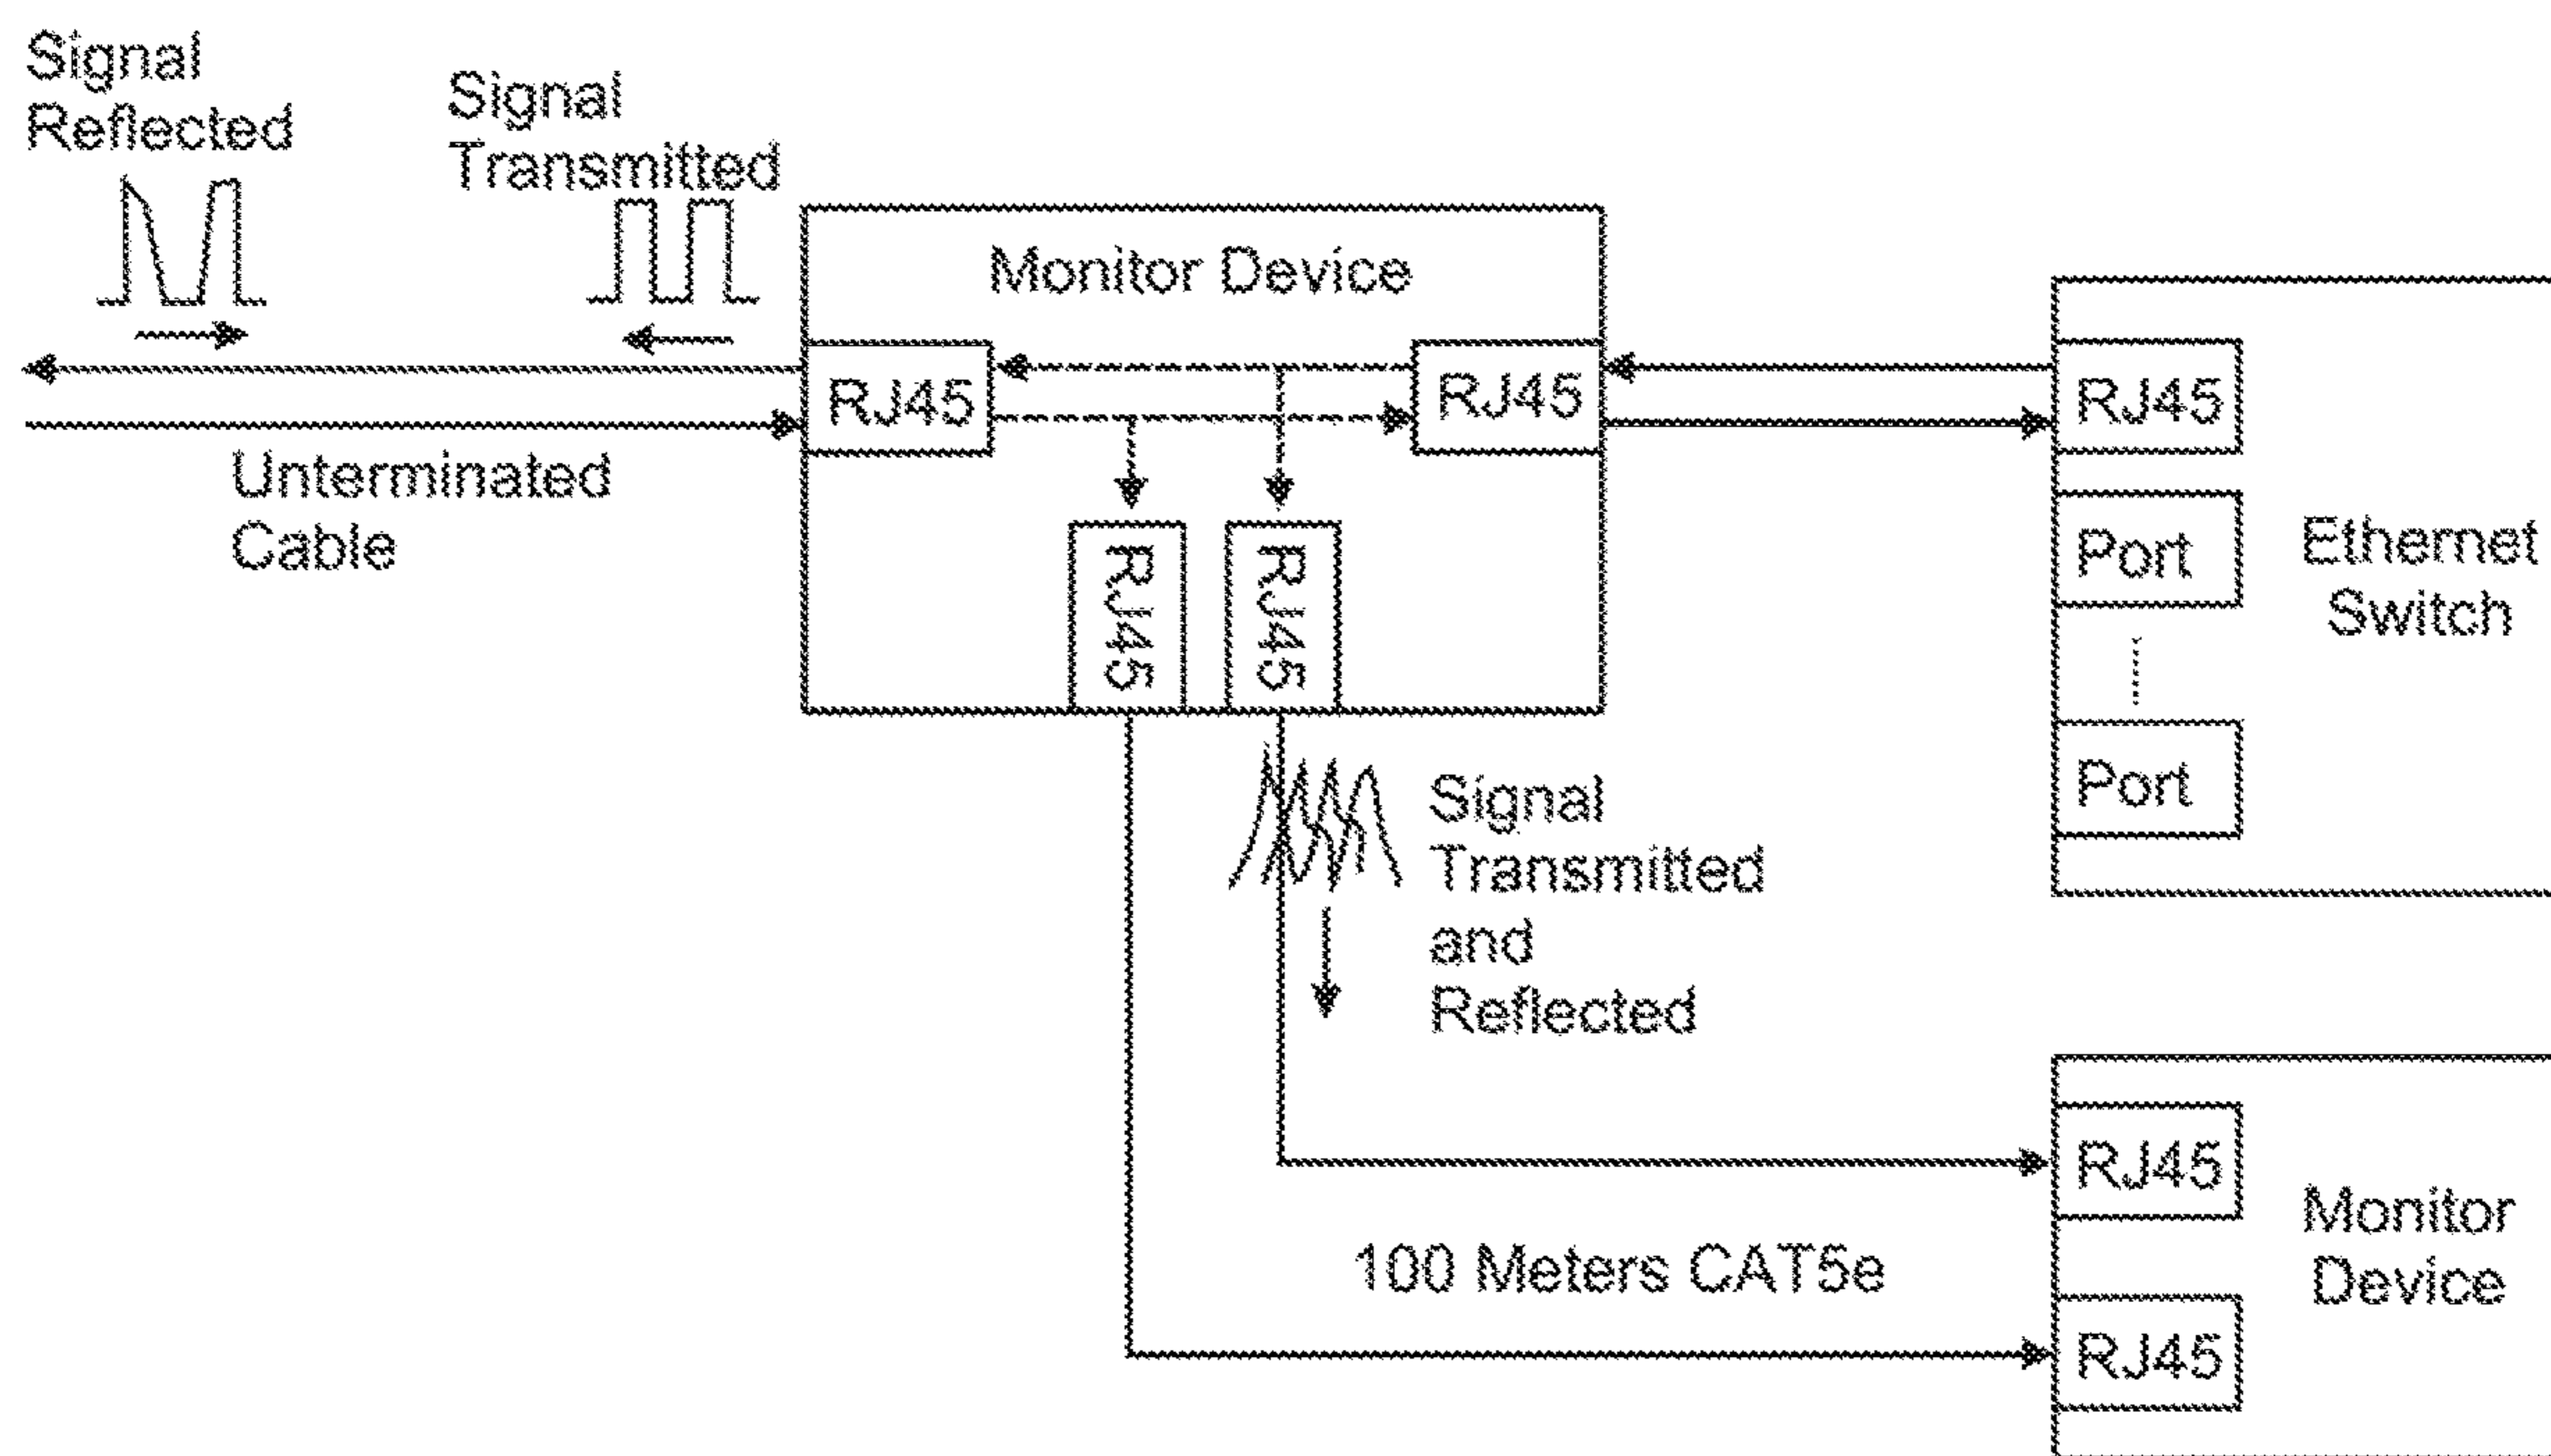 Signal
Reflected
Signal
Transmitted
Monitor Device
RJ45
RJ45
RJ45
Unterminated
Cable
Port
Ethernet
Switch
RJ45
RJ45
Port
Signal
Transmitted
and
Reflected
RJ45
Monitor
Device
100 Meters CAT5e
RJ45